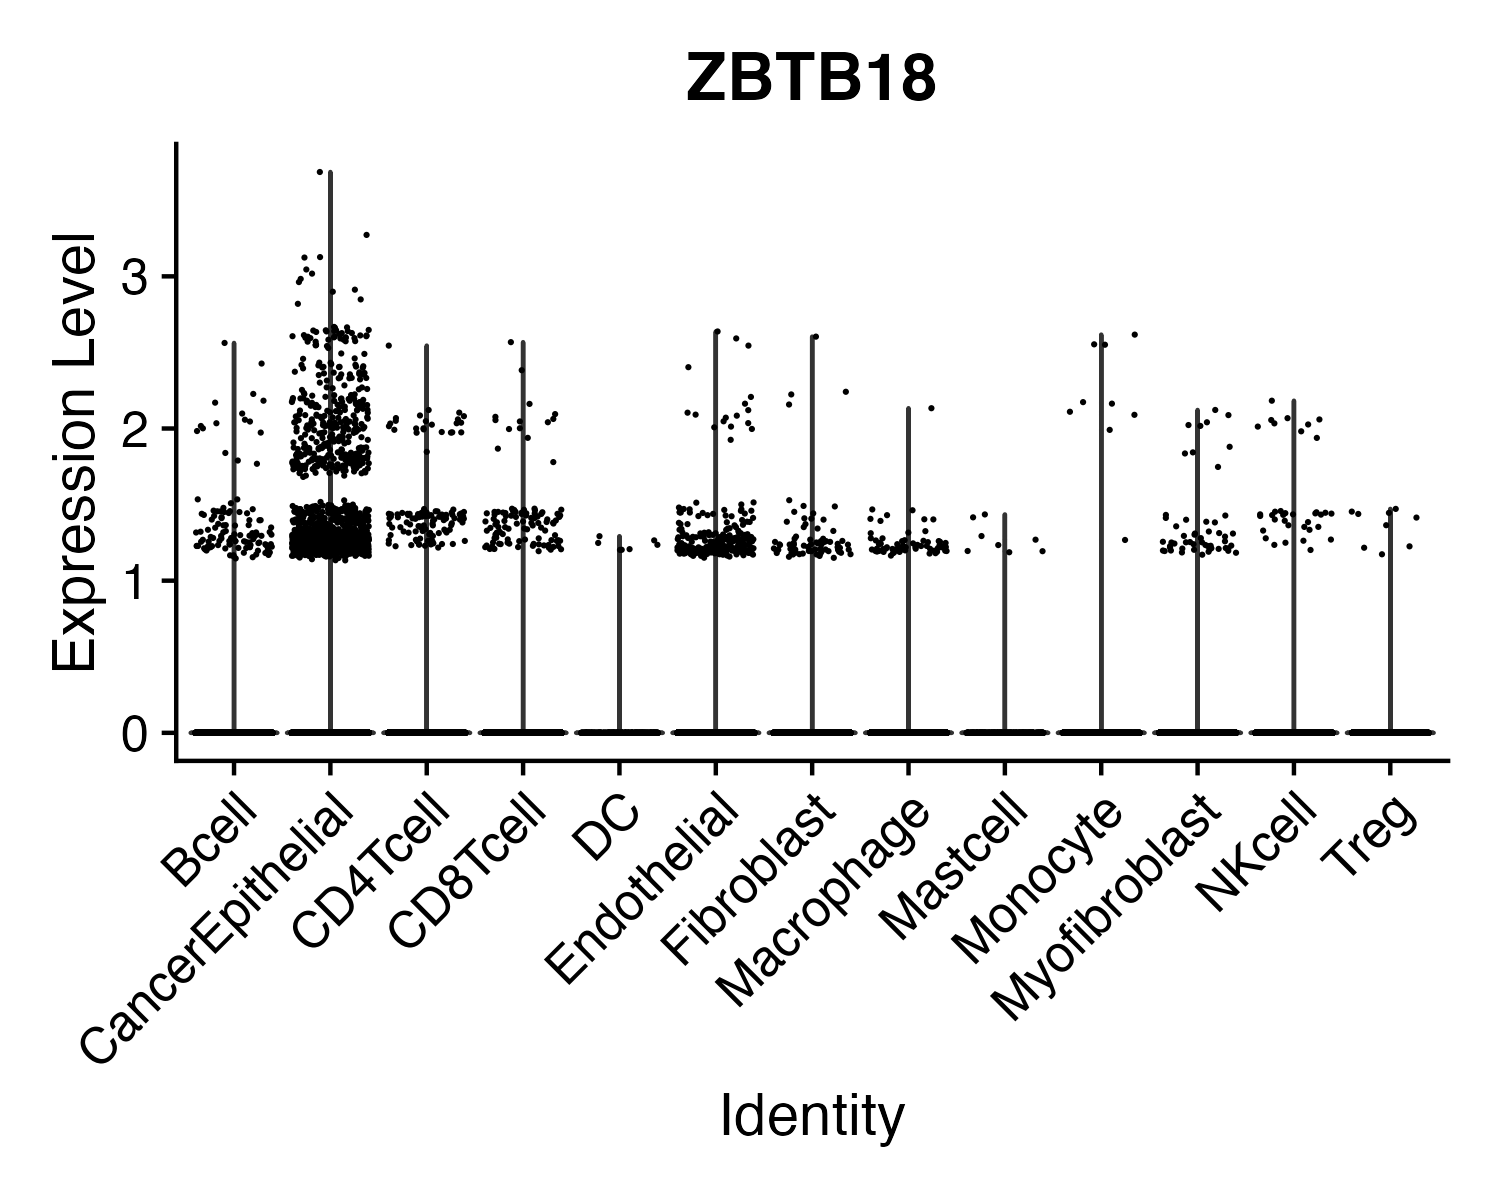 ZBTB18
Expression Level
3
2
1
0
Bcell
CancerEpithelial
CD4Tcell
CD8Tcell
DC
Endothelial
Fibroblast
Macrophage
Mastcell
Monocyte
Myofibroblast
NKcell
Treg
Identity